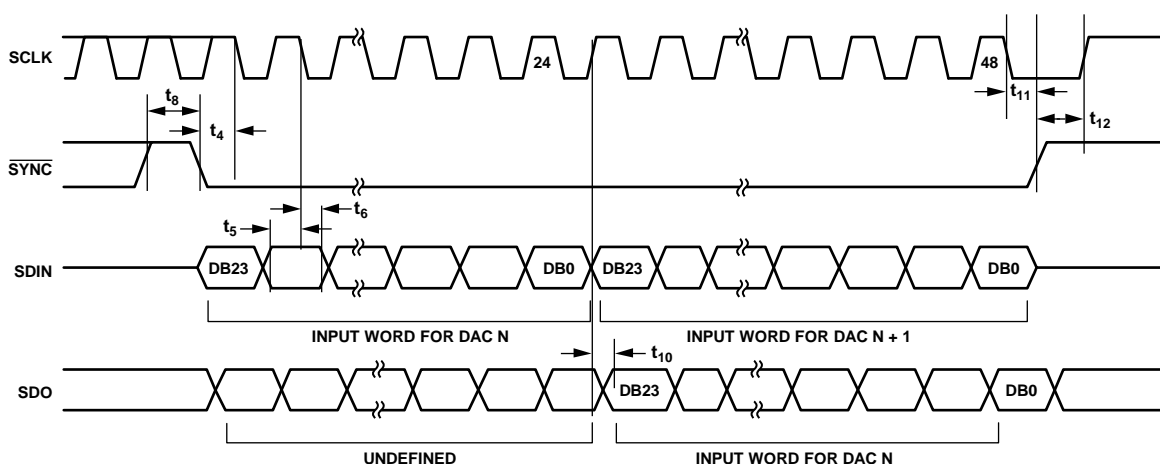 SCLK
24
48
t8
t4
t11
t12
SYNC
t5
t6
SDIN
DB23
DB0
DB23
DB0
INPUT WORD FOR DAC N
INPUT WORD FOR DAC N + 1
t10
SDO
DB23
DB0
UNDEFINED
INPUT WORD FOR DAC N